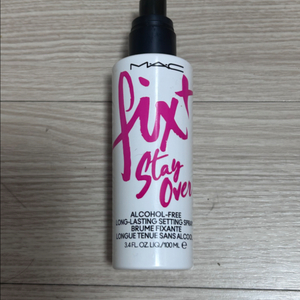 MAC
fix+
Stay
Over
ALCOHOL-FREE
LONG-LASTING SETTING SPRAY
BRUME FIXANTE
LONGUE TENUE SANS ALCOOL
3.4 FL.OZ.LIQ./100 ML ℮